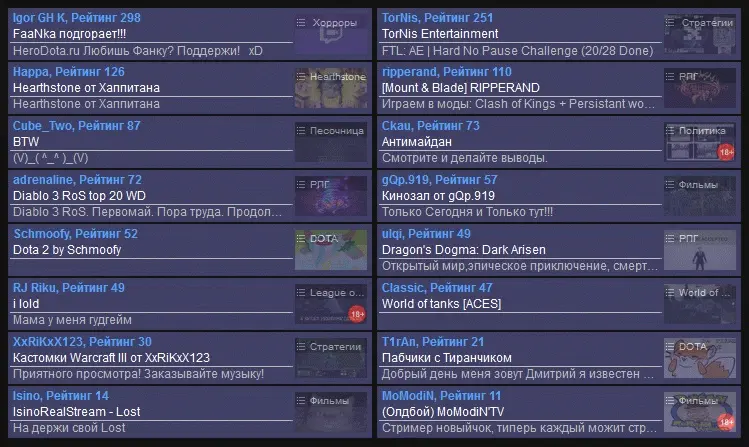 Igor GH K, Рейтинг 298
Хорроры
FaaNka подгорает!!!
HeroDota.ru Любишь Фанку? Поддержи! xD
TorNis, Рейтинг 251
Стратегии
TorNis Entertainment
FTL: AE | Hard No Pause Challenge (20/28 Done)
Happa, Рейтинг 126
Hearthstone
Hearthstone от Хаппитана
Hearthstone от Хаппитана
ripperand, Рейтинг 110
РПГ
[Mount & Blade] RIPPERAND
Играем в моды: Clash of Kings + Persistant wo...
Cube_Two, Рейтинг 87
Песочница
BTW
(V)_( ^_^ )_(V)
Ckau, Рейтинг 73
Политика
Антимайдан
Смотрите и делайте выводы.
18+
adrenaline, Рейтинг 72
РПГ
Diablo 3 RoS top 20 WD
Diablo 3 RoS. Первомай. Пора труда. Продол...
gQp.919, Рейтинг 57
Фильмы
Кинозал от gQp.919
Только Сегодня и Только тут!!!
Schmoofy, Рейтинг 52
DOTA
Dota 2 by Schmoofy
ulqi, Рейтинг 49
РПГ
Dragon's Dogma: Dark Arisen
Открытый мир,эпическое приключение, смерт...
RJ Riku, Рейтинг 49
League o...
i lold
Мама у меня гудгейм
18+
Classic, Рейтинг 47
World of ...
World of tanks [ACES]
XxRiKxX123, Рейтинг 30
Стратегии
Кастомки Warcraft III от XxRiKxX123
Приятного просмотра! Заказывайте музыку!
T1rAn, Рейтинг 21
DOTA
Пабчики с Тиранчиком
Добрый день меня зовут Дмитрий я известен ...
Isino, Рейтинг 14
Фильмы
IsinoRealStream - Lost
На держи свой Lost
MoModiN, Рейтинг 11
Фильмы
(Олдбой) MoModiN'TV
Стример новыйчок, типерь каждый можит стр...
18+